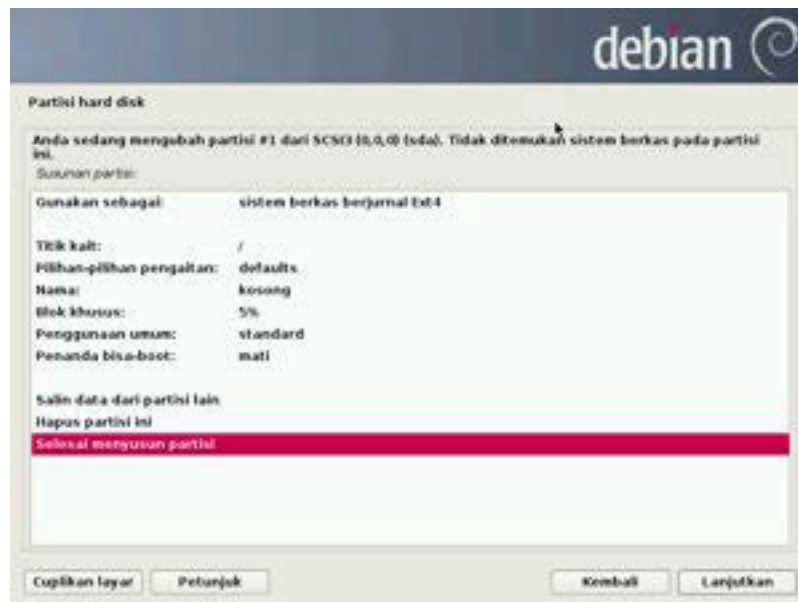 debian
Partisi hard disk
Anda sedang mengubah partisi #1 dari SCSI3 (0,0,0) (sda). Tidak ditemukan sistem berkas pada partisi
ini.
Susunan partisi:
Gunakan sebagai: sistem berkas berjurnal Ext4
Titik kait: /
Pilihan-pilihan pengaitan: defaults
Nama: kosong
Blok khusus: 5%
Penggunaan umum: standard
Penanda bisa-boot: mati
Salin data dari partisi lain
Hapus partisi ini
Selesai menyusun partisi
Cuplikan layar Petunjuk Kembali Lanjutkan